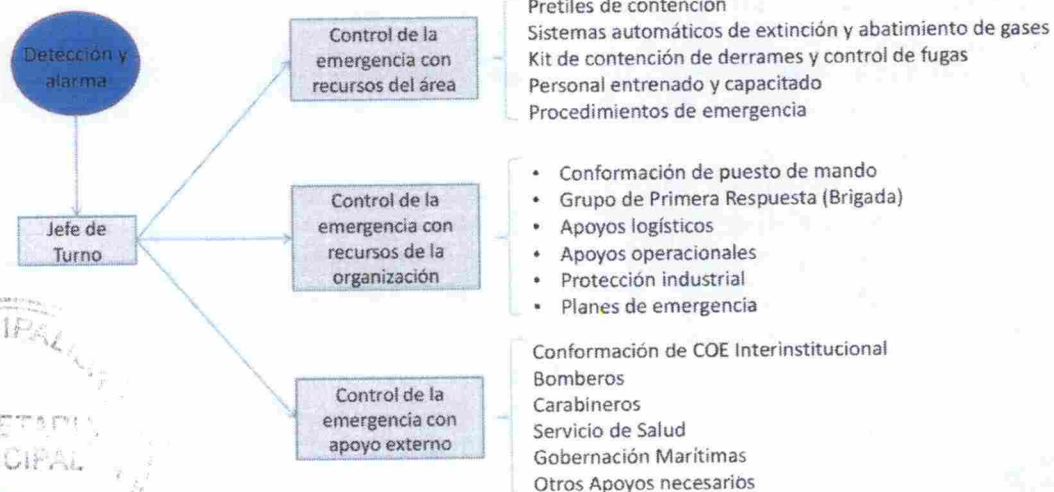 Detección y
alarma
Jefe de
Turno
Control de la
emergencia con
recursos del área
Pretiles de contención
Sistemas automáticos de extinción y abatimiento de gases
Kit de contención de derrames y control de fugas
Personal entrenado y capacitado
Procedimientos de emergencia
Control de la
emergencia con
recursos de la
organización
• Conformación de puesto de mando
• Grupo de Primera Respuesta (Brigada)
• Apoyos logísticos
• Apoyos operacionales
• Protección industrial
• Planes de emergencia
Control de la
emergencia con
apoyo externo
Conformación de COE Interinstitucional
Bomberos
Carabineros
Servicio de Salud
Gobernación Marítimas
Otros Apoyos necesarios